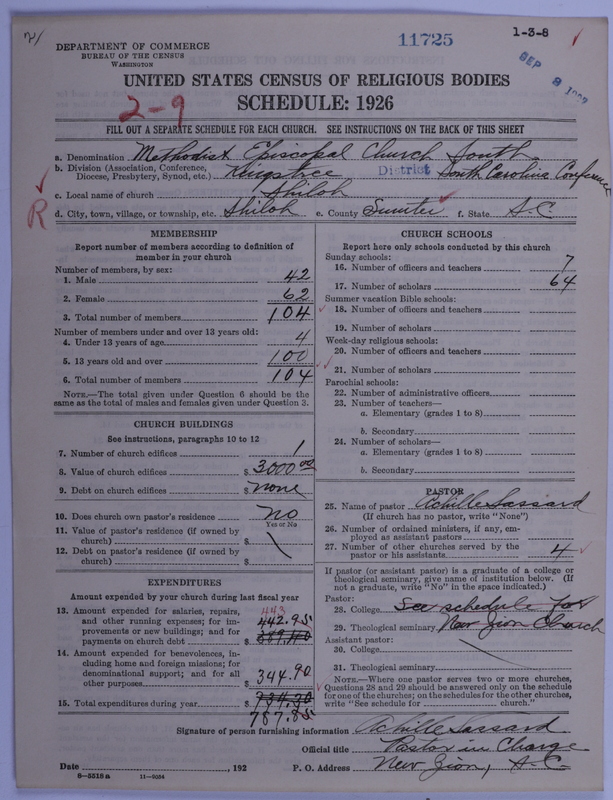 11725
1-3-8
DEPARTMENT OF COMMERCE
BUREAU OF THE CENSUS
WASHINGTON
SEP 8
UNITED STATES CENSUS OF RELIGIOUS BODIES
2-9
SCHEDULE: 1926
FILL OUT A SEPARATE SCHEDULE FOR EACH CHURCH. SEE INSTRUCTIONS ON THE BACK OF THIS SHEET
a. Denomination Methodist Episcopal Church South
b. Division (Association, Conference, Diocese, Presbytery, Synod, etc.) Kingstree District South Carolina Conference
c. Local name of church Shiloh
R
d. City, town, village, or township, etc. Shiloh e. County Sumter f. State S.C.
MEMBERSHIP
Report number of members according to definition of
member in your church
Number of members, by sex:
1. Male 42
2. Female 62
3. Total number of members 104
Number of members under and over 13 years old:
4. Under 13 years of age 4
5. 13 years old and over 100
6. Total number of members 104
NOTE.—The total given under Question 6 should be the
same as the total of males and females given under Question 3.
CHURCH BUILDINGS
See instructions, paragraphs 10 to 12
7. Number of church edifices 1
8. Value of church edifices $3000.00
9. Debt on church edifices $none
10. Does church own pastor's residence no
Yes or No
11. Value of pastor's residence (if owned by
church) $
12. Debt on pastor's residence (if owned by
church) $
EXPENDITURES
Amount expended by your church during last fiscal year
13. Amount expended for salaries, repairs, 443
and other running expenses; for im- 442.95
provements or new buildings; and for
payments on church debt $
14. Amount expended for benevolences, in-
cluding home and foreign missions; for
denominational support; and for all
other purposes $344.90
15. Total expenditures during year $
787.85
CHURCH SCHOOLS
Report here only schools conducted by this church
Sunday schools:
16. Number of officers and teachers 7
17. Number of scholars 64
Summer vacation Bible schools:
18. Number of officers and teachers
19. Number of scholars
Week-day religious schools:
20. Number of officers and teachers
21. Number of scholars
Parochial schools:
22. Number of administrative officers
23. Number of teachers—
a. Elementary (grades 1 to 8)
b. Secondary
24. Number of scholars—
a. Elementary (grades 1 to 8)
b. Secondary
PASTOR
25. Name of pastor Achille Sassard
(If church has no pastor, write "None")
26. Number of ordained ministers, if any, em-
ployed as assistant pastors
27. Number of other churches served by the
pastor or his assistants 4
If pastor (or assistant pastor) is a graduate of a college or
theological seminary, give name of institution below. (If
not a graduate, write "No" in the space indicated.)
Pastor:
28. College See schedule for
29. Theological seminary New Zion Church
Assistant pastor:
30. College
31. Theological seminary
NOTE.—Where one pastor serves two or more churches,
Questions 28 and 29 should be answered only on the schedule
for one of the churches; on the schedules for the other churches,
write "See schedule for church."
Signature of person furnishing information Achille Sassard
Official title Pastor in Charge
Date , 192 P. O. Address New Zion, S.C.
8-5518a 11-9054